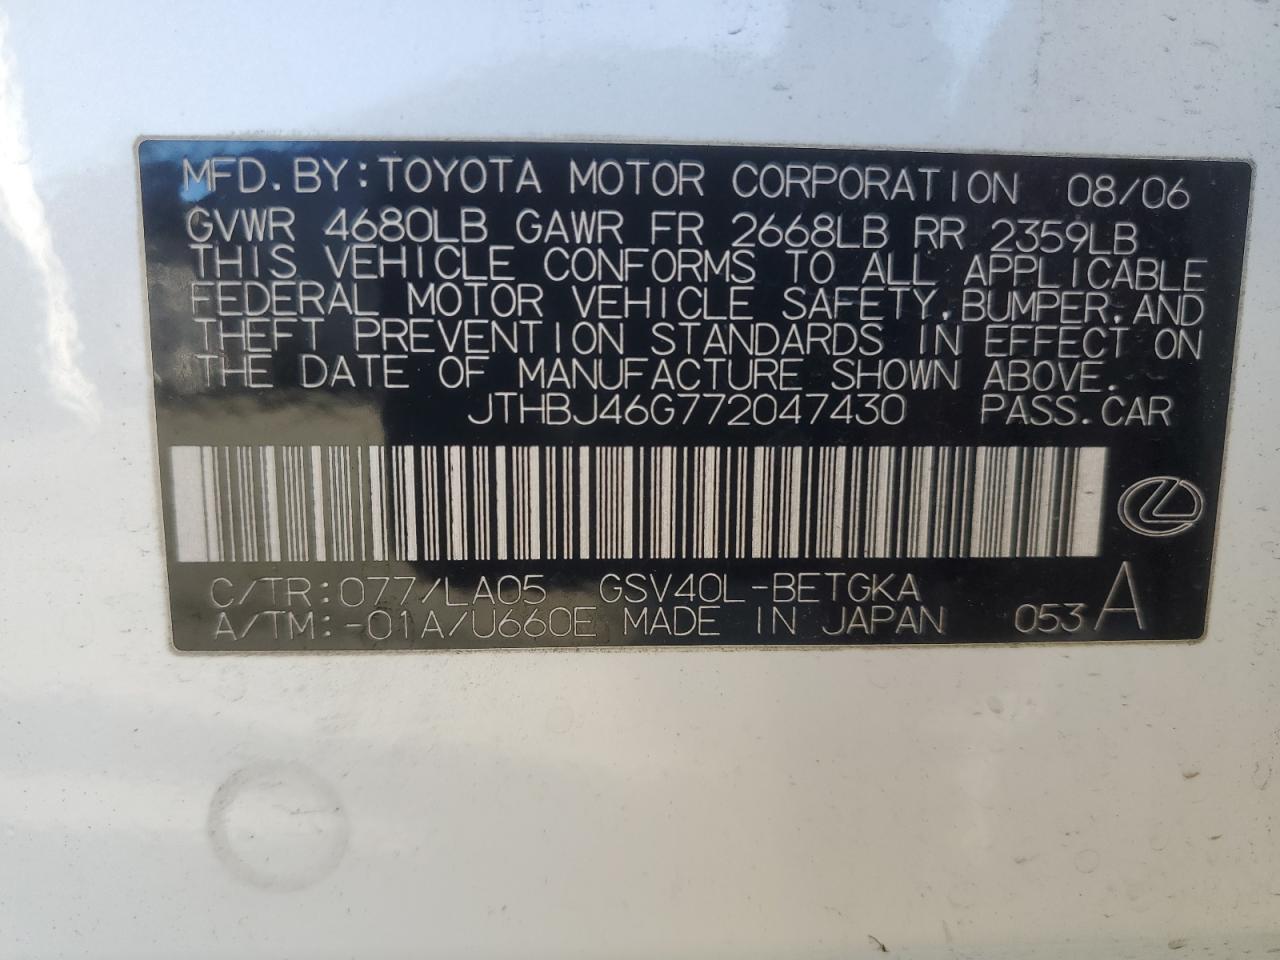 MFD.BY:TOYOTA MOTOR CORPORATION 08/06
GVWR 4680LB GAWR FR 2668LB RR 2359LB
THIS VEHICLE CONFORMS TO ALL APPLICABLE
FEDERAL MOTOR VEHICLE SAFETY,BUMPER,AND
THEFT PREVENTION STANDARDS IN EFFECT ON
THE DATE OF MANUFACTURE SHOWN ABOVE.
JTHBJ46G772047430 PASS.CAR
C/TR:077/LA05 GSV40L-BETGKA
A/TM:-01A/U660E MADE IN JAPAN 053 A